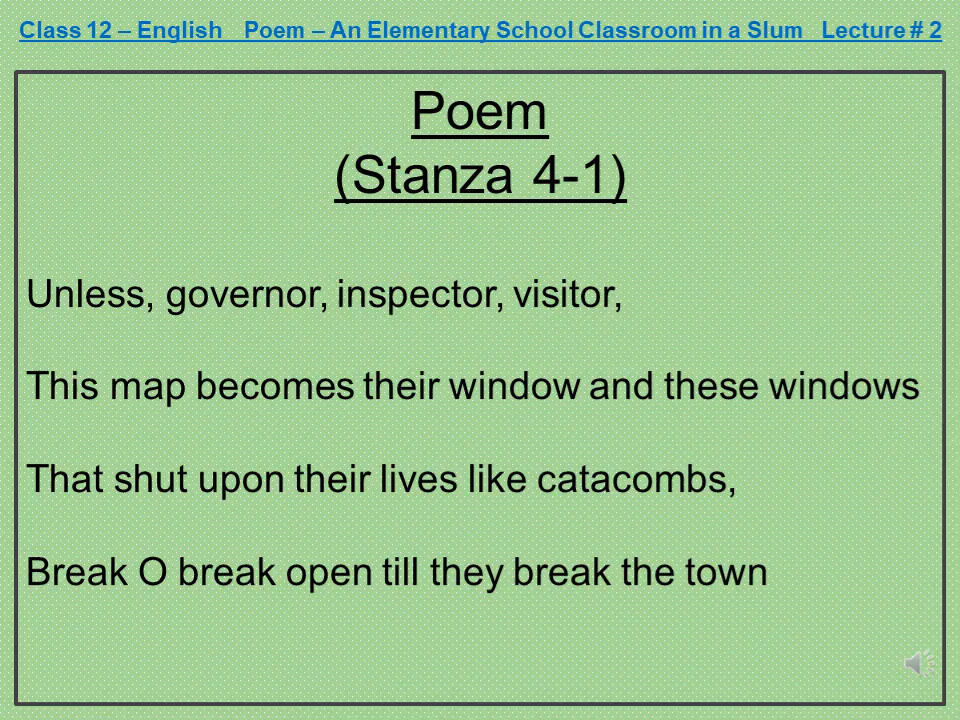 Class 12 – English   Poem – An Elementary School Classroom in a Slum   Lecture # 2
Poem
(Stanza 4-1)
Unless, governor, inspector, visitor,
This map becomes their window and these windows
That shut upon their lives like catacombs,
Break O break open till they break the town